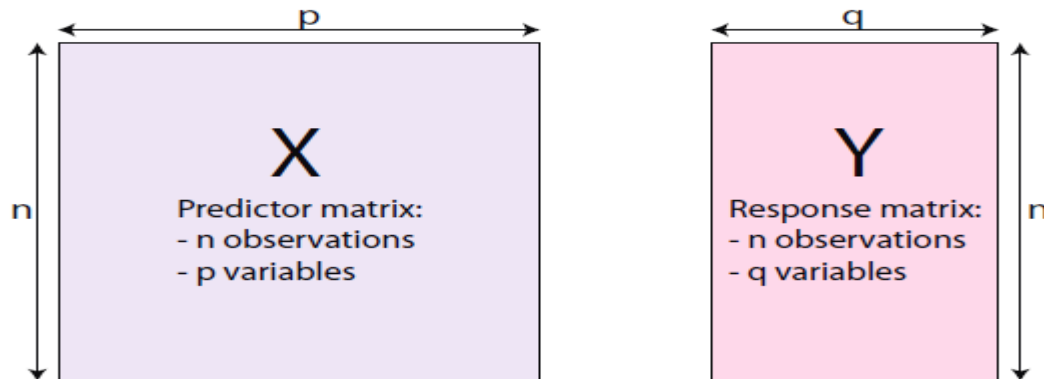 p
n
X
Predictor matrix:
- n observations
- p variables
q
Y
Response matrix:
- n observations
- q variables
n